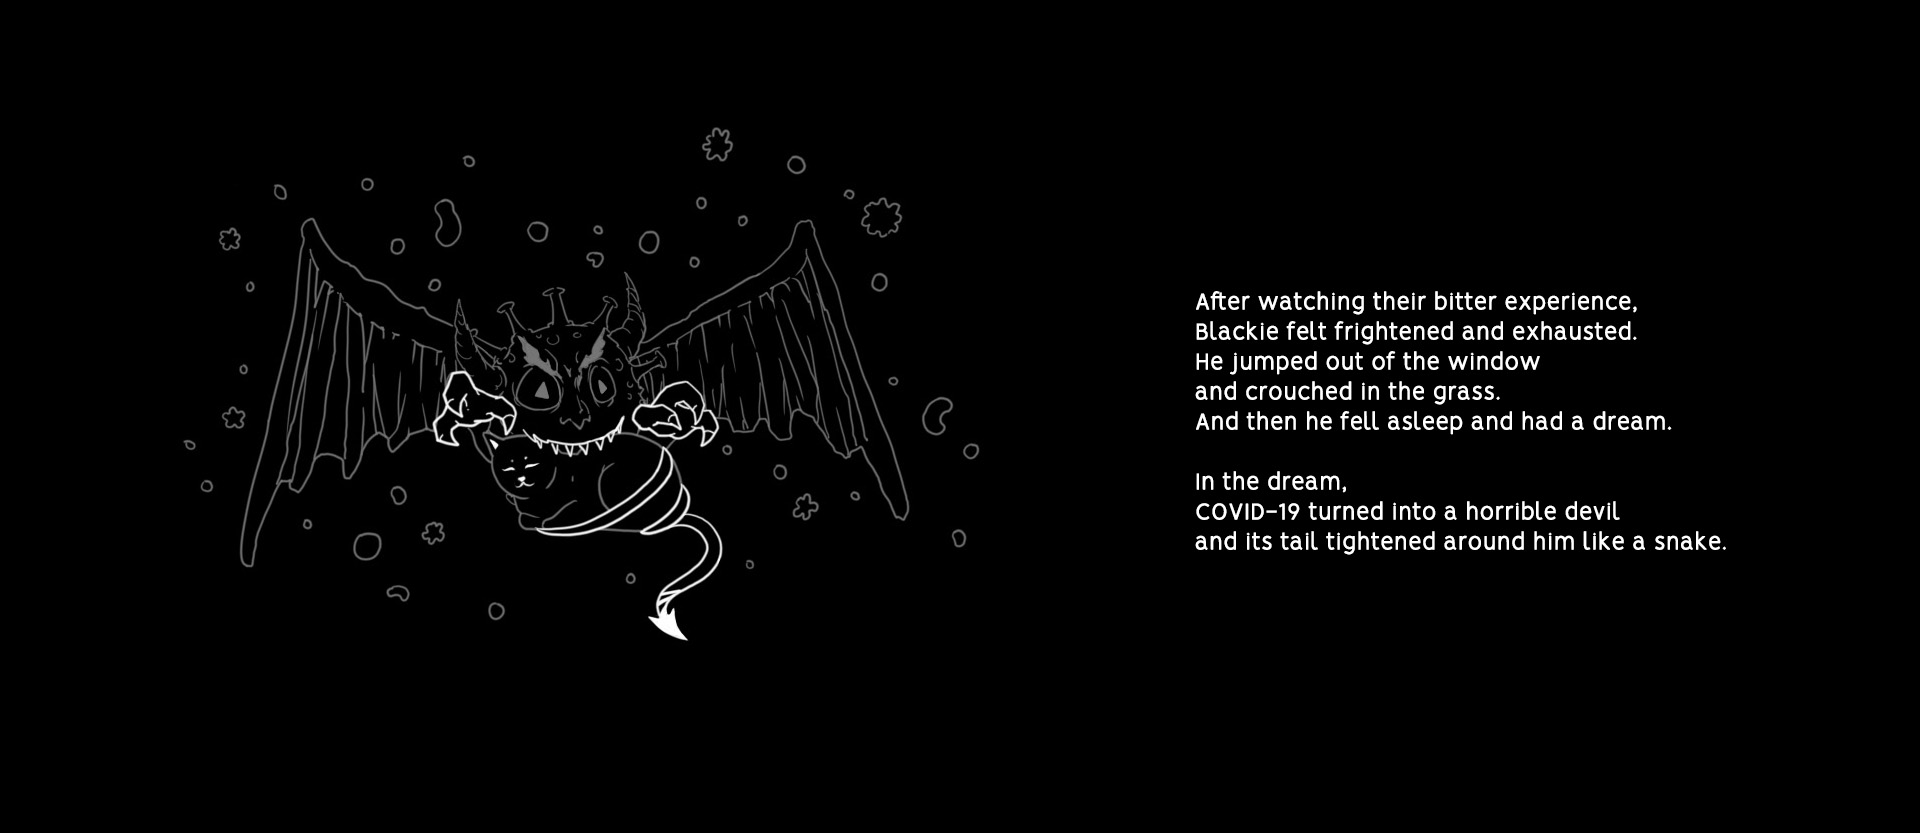 After watching their bitter experience,
Blackie felt frightened and exhausted.
He jumped out of the window
and crouched in the grass.
And then he fell asleep and had a dream.
In the dream,
COVID-19 turned into a horrible devil
and its tail tightened around him like a snake.